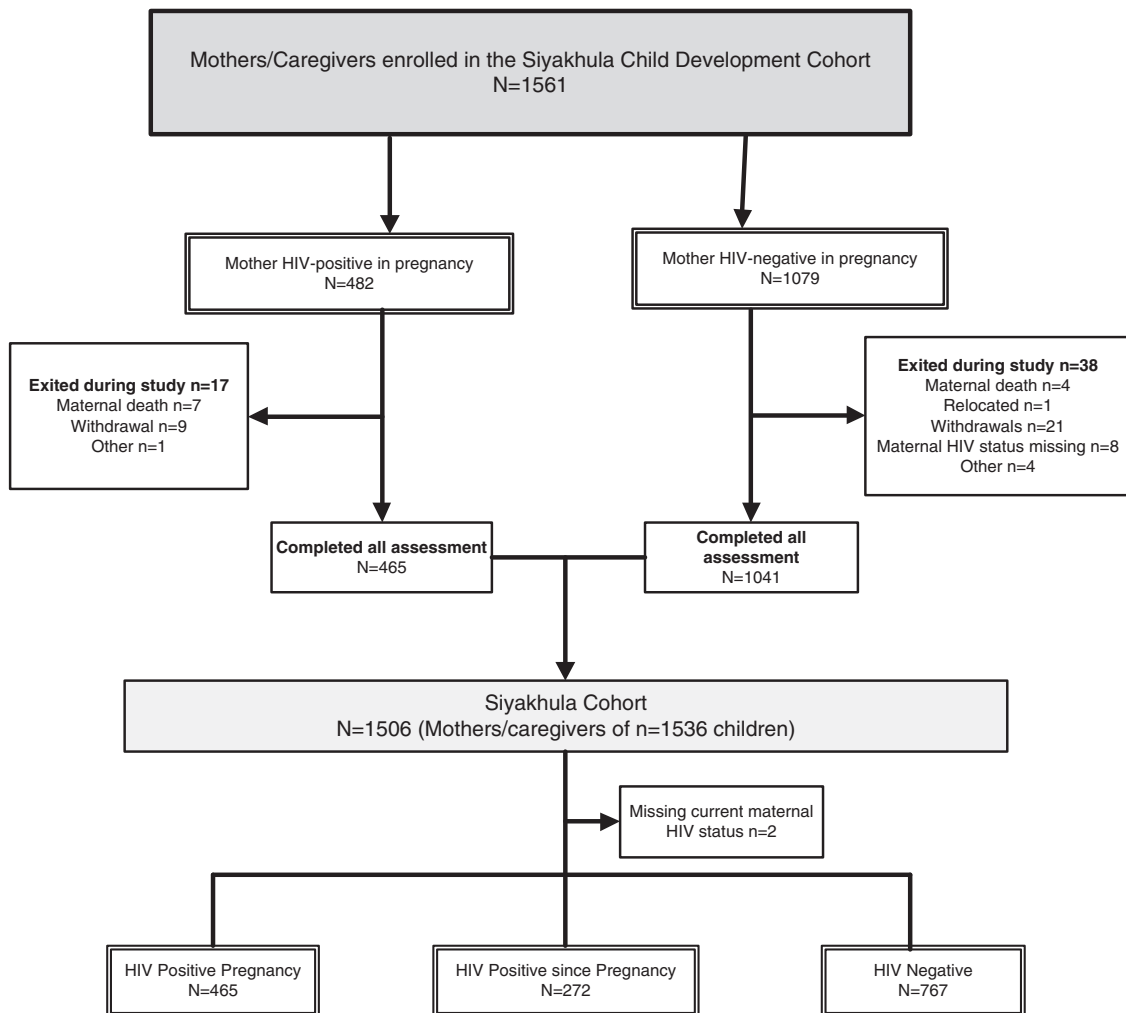 Mothers/Caregivers enrolled in the Siyakhula Child Development Cohort
N=1561
Mother HIV-positive in pregnancy
N=482
Mother HIV-negative in pregnancy
N=1079
Exited during study n=17
Maternal death n=7
Withdrawal n=9
Other n=1
Exited during study n=38
Maternal death n=4
Relocated n=1
Withdrawals n=21
Maternal HIV status missing n=8
Other n=4
Completed all assessment
N=465
Completed all
assessment
N=1041
Siyakhula Cohort
N=1506 (Mothers/caregivers of n=1536 children)
Missing current maternal
HIV status n=2
HIV Positive Pregnancy
N=465
HIV Positive since Pregnancy
N=272
HIV Negative
N=767